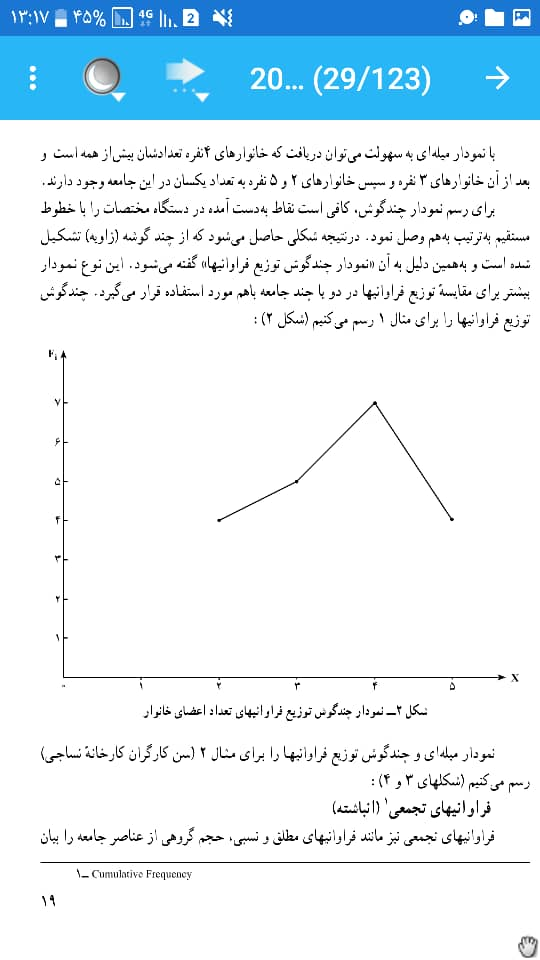 ۱۳:۱۷ ۴۵% 4G 2
20... (29/123)
با نمودار میله‌ای به سهولت می‌توان دریافت که خانوارهای ۴ نفره تعدادشان بیش‌از همه است و
بعد از آن خانوارهای ۳ نفره و سپس خانوارهای ۲ و ۵ نفره به تعداد یکسان در این جامعه وجود دارند.
برای رسم نمودار چندگوش، کافی است نقاط به‌دست آمده در دستگاه مختصات را با خطوط
مستقیم به‌ترتیب به‌هم وصل نمود. درنتیجه شکلی حاصل می‌شود که از چند گوشه (زاویه) تشکیل
شده است و به‌همین دلیل به آن «نمودار چندگوش توزیع فراوانیها» گفته می‌شود. این نوع نمودار
بیشتر برای مقایسهٔ توزیع فراوانیها در دو یا چند جامعه باهم مورد استفاده قرار می‌گیرد. چندگوش
توزیع فراوانیها را برای مثال ۱ رسم می‌کنیم (شکل ۲) :
Fi
۷
۶
۵
۴
۳
۲
۱
۰ ۱ ۲ ۳ ۴ ۵ X
شکل ۲ــ نمودار چندگوش توزیع فراوانیهای تعداد اعضای خانوار
نمودار میله‌ای و چندگوش توزیع فراوانیها را برای مثال ۲ (سن کارگران کارخانهٔ نساجی)
رسم می‌کنیم (شکلهای ۳ و ۴) :
فراوانیهای تجمعی۱ (انباشته)
فراوانیهای تجمعی نیز مانند فراوانیهای مطلق و نسبی، حجم گروهی از عناصر جامعه را بیان
۱ــ Cumulative Frequency
۱۹